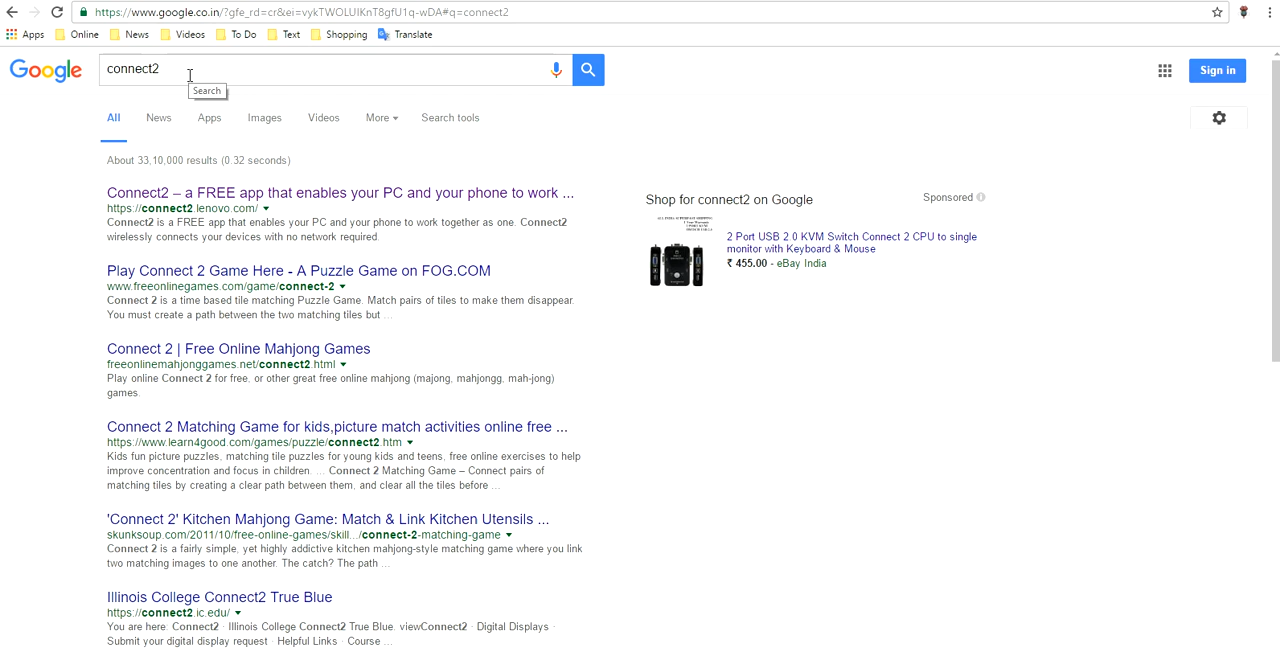 https://www.google.co.in/?gfe_rd=cr&ei=vykTWOLUIKnT8gfU1q-wDA#q=connect2
Apps Online News Videos To Do Text Shopping Translate
Google connect2 Sign in
Search
All News Apps Images Videos More Search tools
About 33,10,000 results (0.32 seconds)
Connect2 – a FREE app that enables your PC and your phone to work ...
https://connect2.lenovo.com/
Connect2 is a FREE app that enables your PC and your phone to work together as one. Connect2
wirelessly connects your devices with no network required.
Play Connect 2 Game Here - A Puzzle Game on FOG.COM
www.freeonlinegames.com/game/connect-2
Connect 2 is a time based tile matching Puzzle Game. Match pairs of tiles to make them disappear.
You must create a path between the two matching tiles but ...
Connect 2 | Free Online Mahjong Games
freeonlinemahjonggames.net/connect2.html
Play online Connect 2 for free, or other great free online mahjong (majong, mahjongg, mah-jong)
games.
Connect 2 Matching Game for kids,picture match activities online free ...
https://www.learn4good.com/games/puzzle/connect2.htm
Kids fun picture puzzles, matching tile puzzles for young kids and teens, free online exercises to help
improve concentration and focus in children. ... Connect 2 Matching Game – Connect pairs of
matching tiles by creating a clear path between them, and clear all the tiles before ...
'Connect 2' Kitchen Mahjong Game: Match & Link Kitchen Utensils ...
skunksoup.com/2011/10/free-online-games/skill.../connect-2-matching-game
Connect 2 is a fairly simple, yet highly addictive kitchen mahjong-style matching game where you link
two matching images to one another. The catch? The path ...
Illinois College Connect2 True Blue
https://connect2.ic.edu/
You are here. Connect2 · Illinois College Connect2 True Blue. viewConnect2 · Digital Displays ·
Submit your digital display request · Helpful Links · Course ...
Shop for connect2 on Google Sponsored
2 Port USB 2.0 KVM Switch Connect 2 CPU to single
monitor with Keyboard & Mouse
₹ 455.00 - eBay India